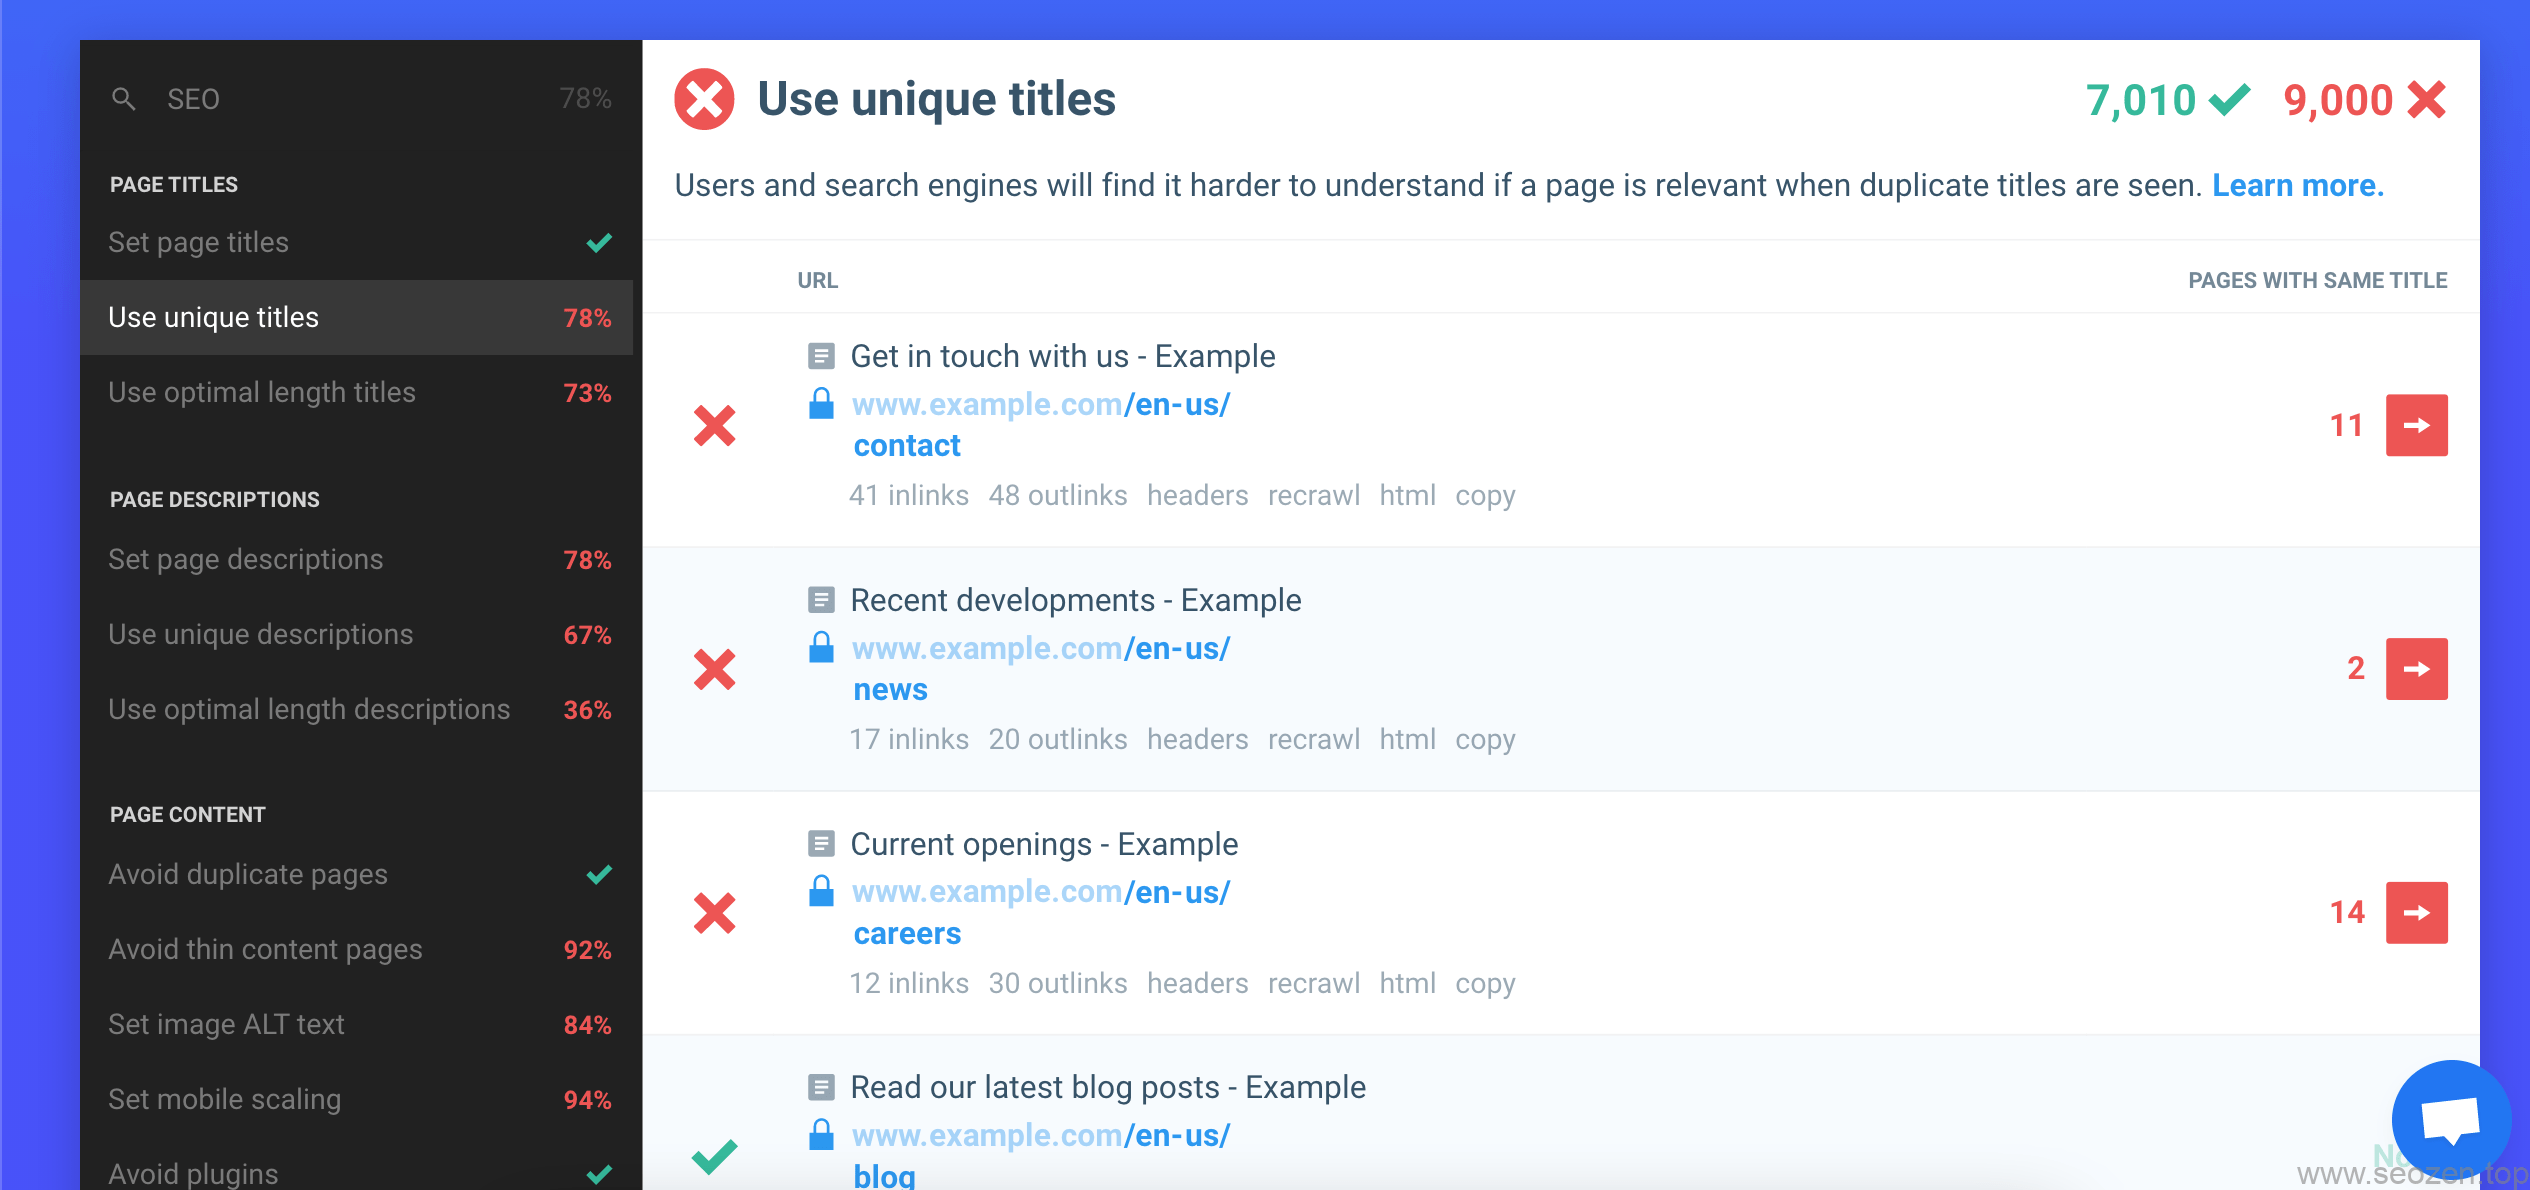 SEO 78%
PAGE TITLES
Set page titles
Use unique titles 78%
Use optimal length titles 73%
PAGE DESCRIPTIONS
Set page descriptions 78%
Use unique descriptions 67%
Use optimal length descriptions 36%
PAGE CONTENT
Avoid duplicate pages
Avoid thin content pages 92%
Set image ALT text 84%
Set mobile scaling 94%
Avoid plugins
Use unique titles 7,010 9,000
Users and search engines will find it harder to understand if a page is relevant when duplicate titles are seen. Learn more.
URL PAGES WITH SAME TITLE
Get in touch with us - Example
www.example.com/en-us/
contact
11
41 inlinks 48 outlinks headers recrawl html copy
Recent developments - Example
www.example.com/en-us/
news
2
17 inlinks 20 outlinks headers recrawl html copy
Current openings - Example
www.example.com/en-us/
careers
14
12 inlinks 30 outlinks headers recrawl html copy
Read our latest blog posts - Example
www.example.com/en-us/
blog
www.seozen.top